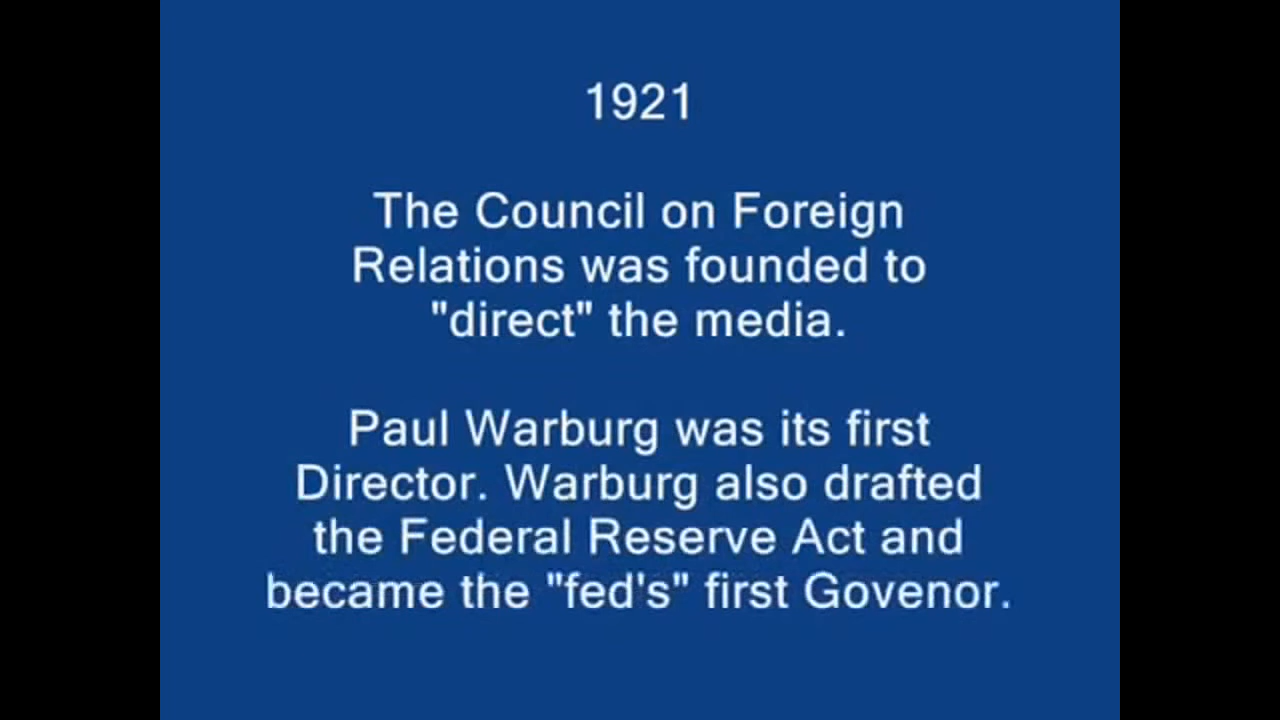 1921
The Council on Foreign
Relations was founded to
"direct" the media.
Paul Warburg was its first
Director. Warburg also drafted
the Federal Reserve Act and
became the "fed's" first Govenor.